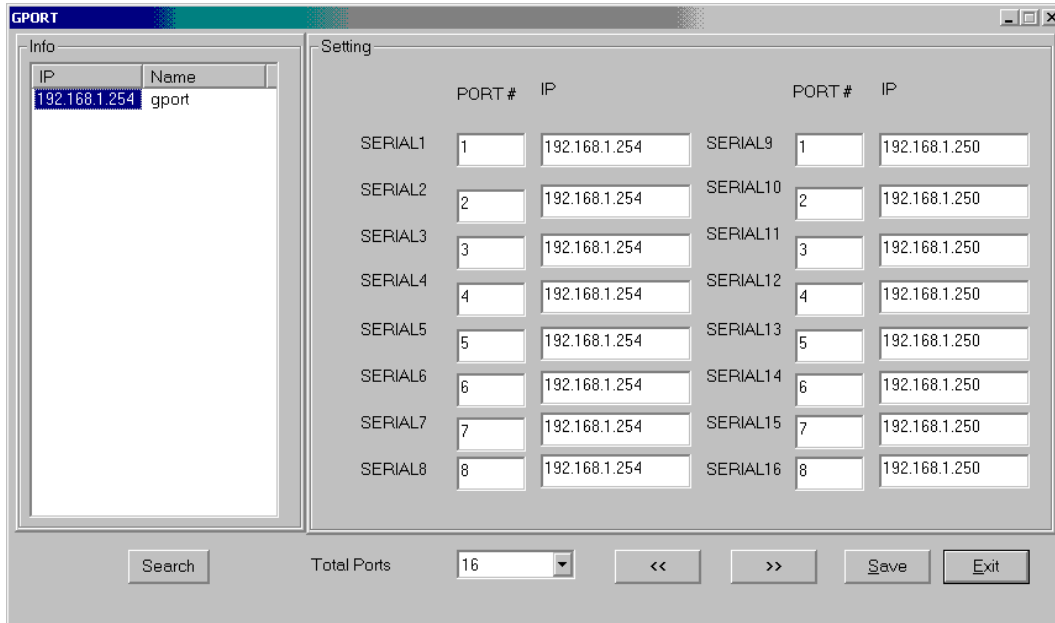 GPORT
Info
IP Name
192.168.1.254 gport
Setting
PORT # IP PORT # IP
SERIAL1 1 192.168.1.254 SERIAL9 1 192.168.1.250
SERIAL2 2 192.168.1.254 SERIAL10 2 192.168.1.250
SERIAL3 3 192.168.1.254 SERIAL11 3 192.168.1.250
SERIAL4 4 192.168.1.254 SERIAL12 4 192.168.1.250
SERIAL5 5 192.168.1.254 SERIAL13 5 192.168.1.250
SERIAL6 6 192.168.1.254 SERIAL14 6 192.168.1.250
SERIAL7 7 192.168.1.254 SERIAL15 7 192.168.1.250
SERIAL8 8 192.168.1.254 SERIAL16 8 192.168.1.250
Search Total Ports 16 << >> Save Exit